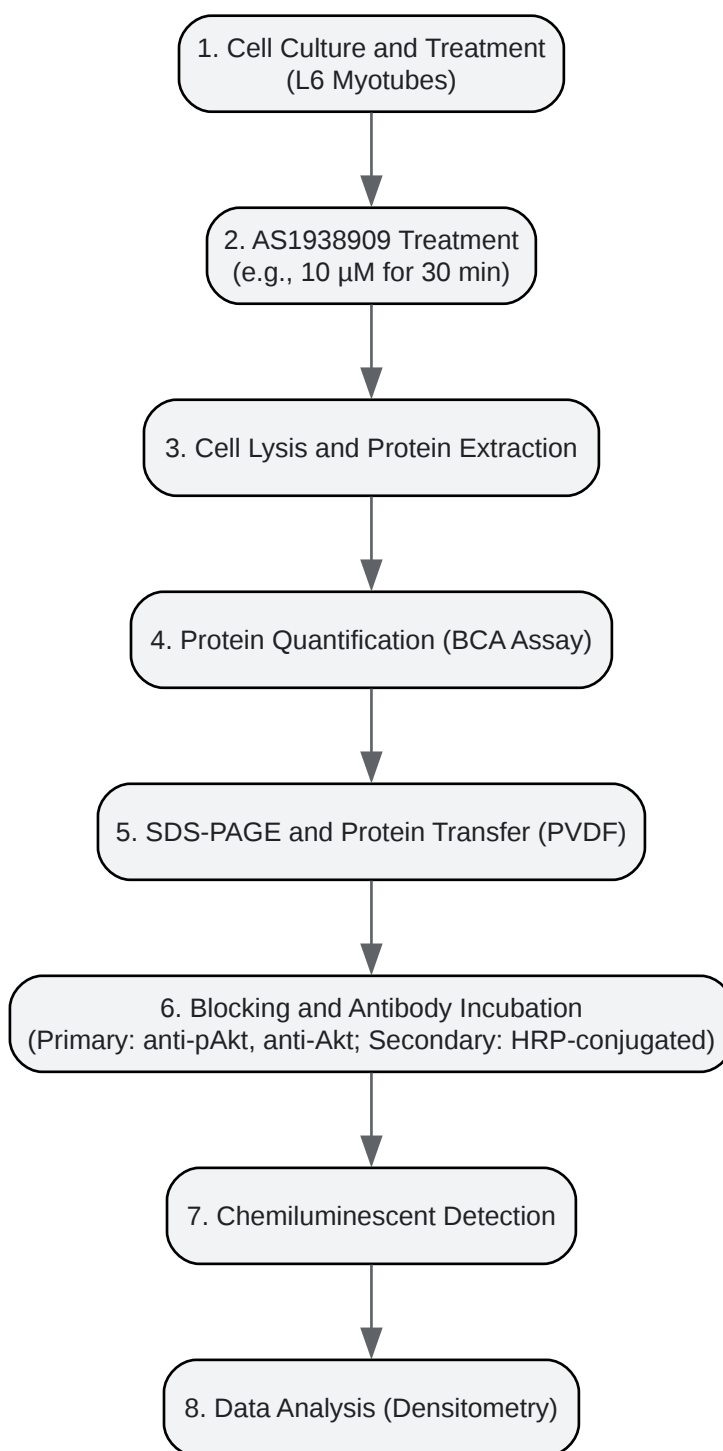 1. Cell Culture and Treatment
(L6 Myotubes)
2. AS1938909 Treatment
(e.g., 10 µM for 30 min)
3. Cell Lysis and Protein Extraction
4. Protein Quantification (BCA Assay)
5. SDS-PAGE and Protein Transfer (PVDF)
6. Blocking and Antibody Incubation
(Primary: anti-pAkt, anti-Akt; Secondary: HRP-conjugated)
7. Chemiluminescent Detection
8. Data Analysis (Densitometry)